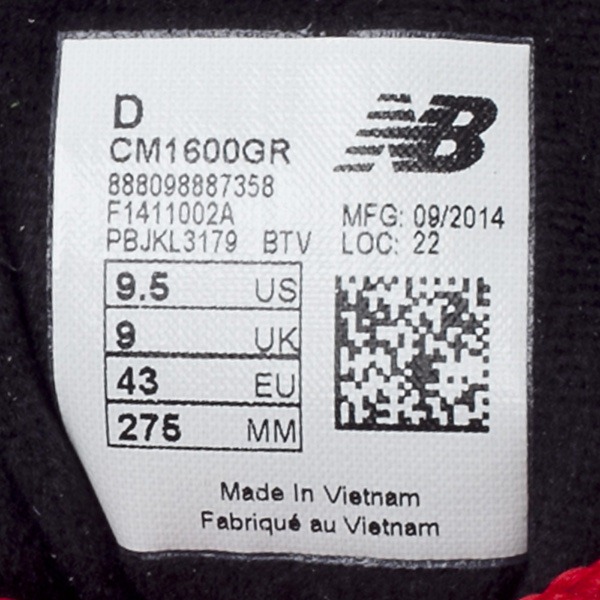 D
CM1600GR
888098887358
F1411002A
PBJKL3179 BTV
NB
MFG: 09/2014
LOC: 22
9.5 US
9 UK
43 EU
275 MM
Made In Vietnam
Fabriqué au Vietnam